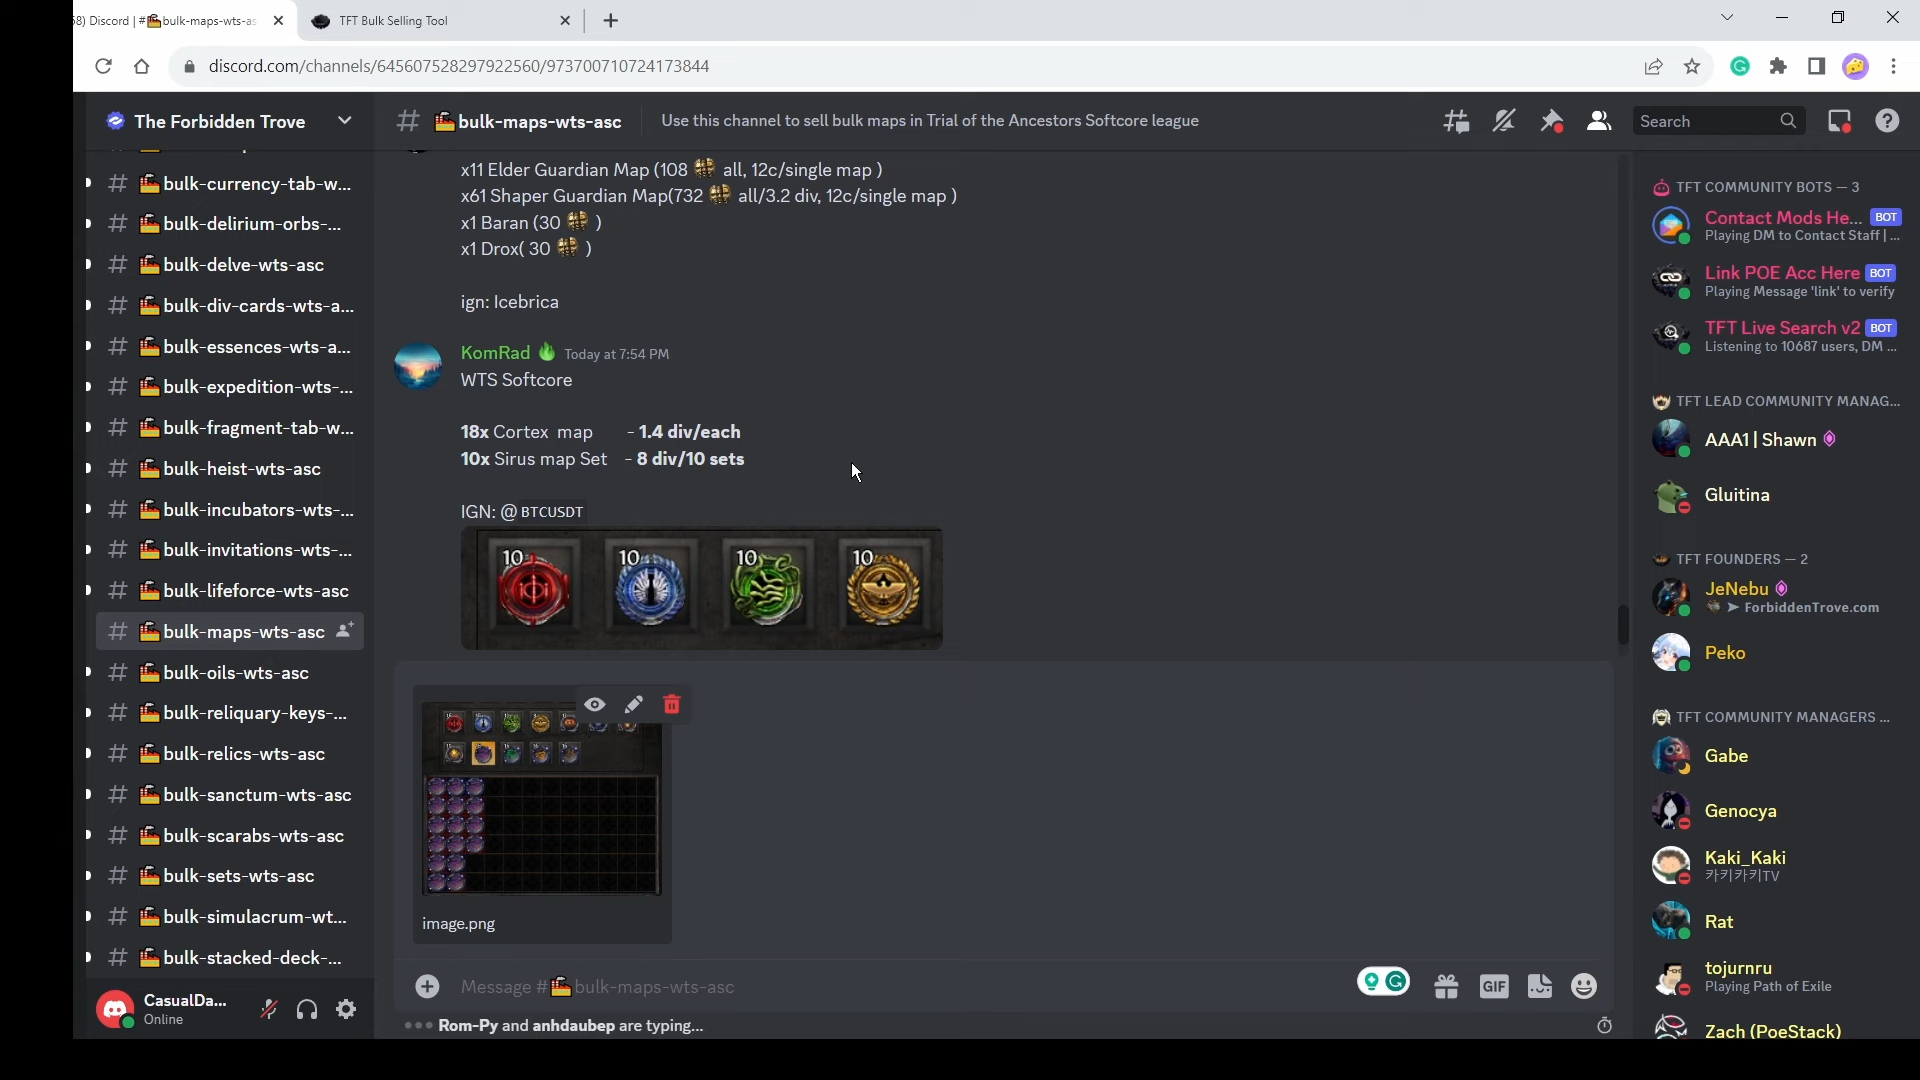 58) Discord | #bulk-maps-wts-as
TFT Bulk Selling Tool
discord.com/channels/645607528297922560/973700710724173844
The Forbidden Trove
bulk-maps-wts-asc
Use this channel to sell bulk maps in Trial of the Ancestors Softcore league
Search
bulk-currency-tab-w...
bulk-delirium-orbs-...
bulk-delve-wts-asc
bulk-div-cards-wts-a...
bulk-essences-wts-a...
bulk-expedition-wts-...
bulk-fragment-tab-w...
bulk-heist-wts-asc
bulk-incubators-wts-...
bulk-invitations-wts-...
bulk-lifeforce-wts-asc
bulk-maps-wts-asc
bulk-oils-wts-asc
bulk-reliquary-keys-...
bulk-relics-wts-asc
bulk-sanctum-wts-asc
bulk-scarabs-wts-asc
bulk-sets-wts-asc
bulk-simulacrum-wt...
bulk-stacked-deck-...
CasualDa...
Online
x11 Elder Guardian Map (108 all, 12c/single map )
x61 Shaper Guardian Map(732 all/3.2 div, 12c/single map )
x1 Baran (30 )
x1 Drox( 30 )
ign: Icebrica
KomRad Today at 7:54 PM
WTS Softcore
18x Cortex map - 1.4 div/each
10x Sirus map Set - 8 div/10 sets
IGN: @ BTCUSDT
10 10 10 10
image.png
Message #bulk-maps-wts-asc
GIF
Rom-Py and anhdaubep are typing...
TFT COMMUNITY BOTS — 3
Contact Mods He... BOT
Playing DM to Contact Staff | ...
Link POE Acc Here BOT
Playing Message 'link' to verify
TFT Live Search v2 BOT
Listening to 10687 users, DM ...
TFT LEAD COMMUNITY MANAG...
AAA1 | Shawn
Gluitina
TFT FOUNDERS — 2
JeNebu
➤ ForbiddenTrove.com
Peko
TFT COMMUNITY MANAGERS ...
Gabe
Genocya
Kaki_Kaki
카키카키TV
Rat
tojurnru
Playing Path of Exile
Zach (PoeStack)